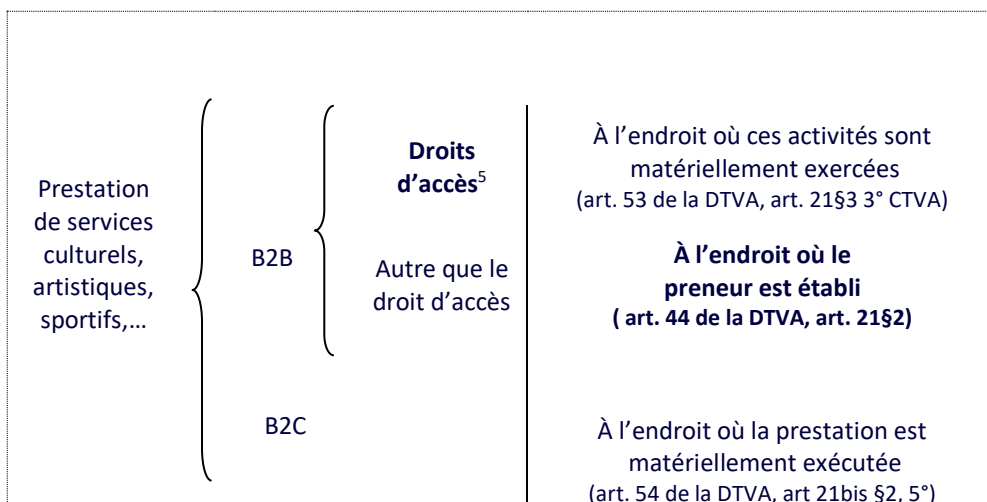 Prestation
de services
culturels,
artistiques,
sportifs,…
B2B
Droits
d’accès5
À l’endroit où ces activités sont
matériellement exercées
(art. 53 de la DTVA, art. 21§3 3° CTVA)
Autre que le
droit d’accès
À l’endroit où le
preneur est établi
( art. 44 de la DTVA, art. 21§2)
B2C
À l’endroit où la prestation est
matériellement exécutée
(art. 54 de la DTVA, art 21bis §2, 5°)